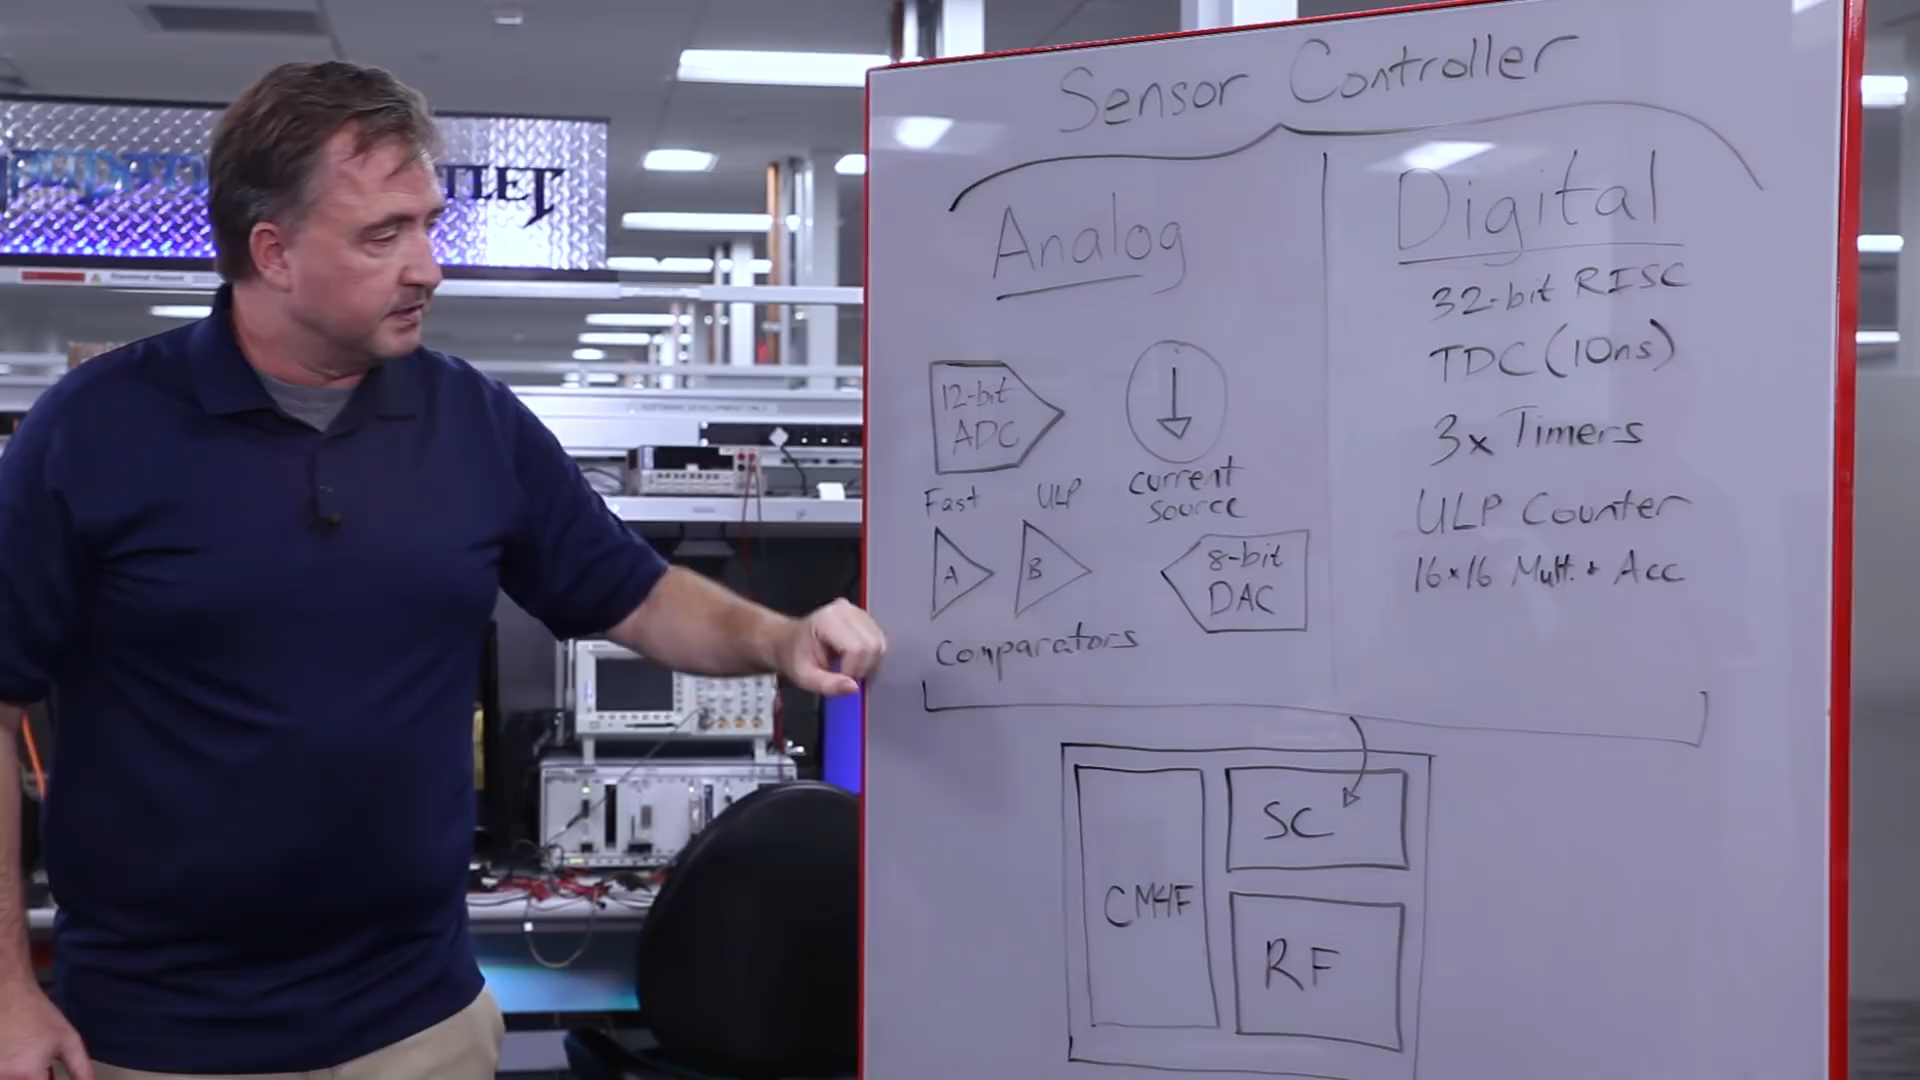 Sensor Controller
Analog
12-bit
ADC
current
source
Fast
ULP
A
B
Comparators
8-bit
DAC
Digital
32-bit RISC
TDC (10ns)
3x Timers
ULP Counter
16x16 Mult. + Acc
SC
CM4F
RF